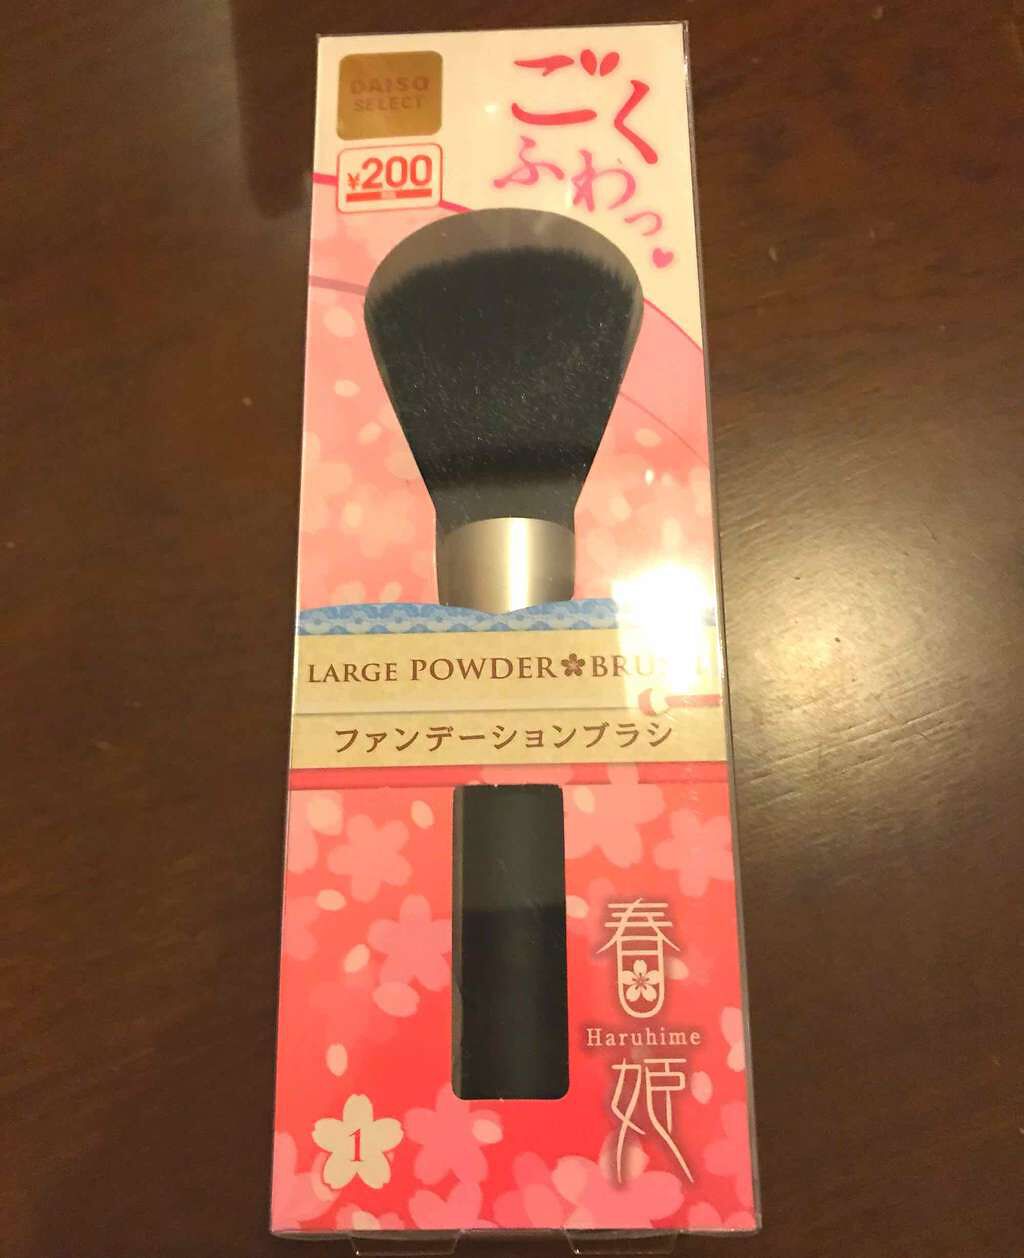 DAISO
SELECT
¥200
ごく
ふわっ
LARGE POWDER BRUSH
ファンデーションブラシ
春
Haruhime
姫
1